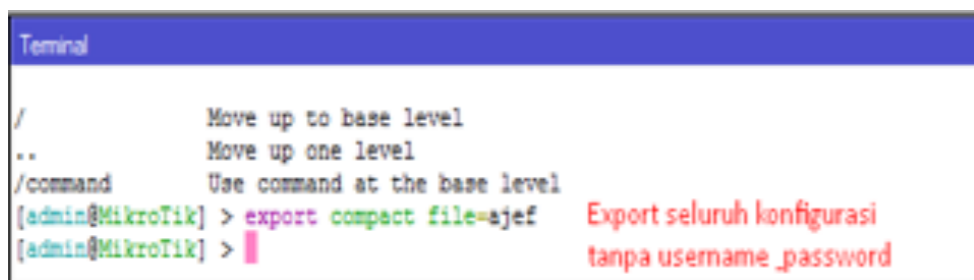 Terminal
/ Move up to base level
.. Move up one level
/command Use command at the base level
[admin@MikroTik] > export compact file=ajef Export seluruh konfigurasi
[admin@MikroTik] > tanpa username ,password